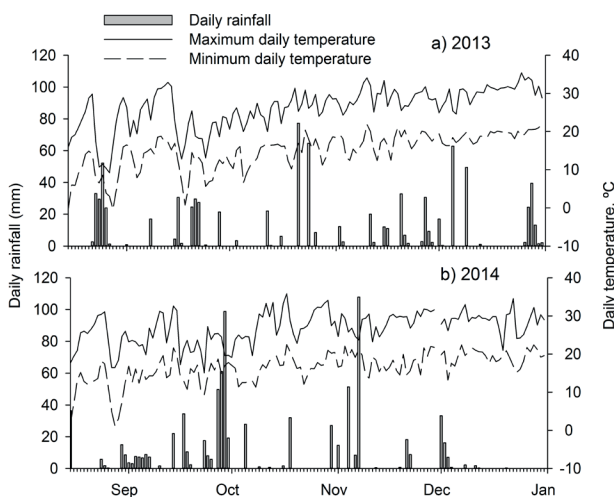 Daily rainfall
Maximum daily temperature
Minimum daily temperature
a) 2013
120
100
80
60
40
20
0
40
30
20
10
0
-10
b) 2014
120
100
80
60
40
20
0
40
30
20
10
0
-10
Daily rainfall (mm)
Daily temperature, ºC
Sep
Oct
Nov
Dec
Jan